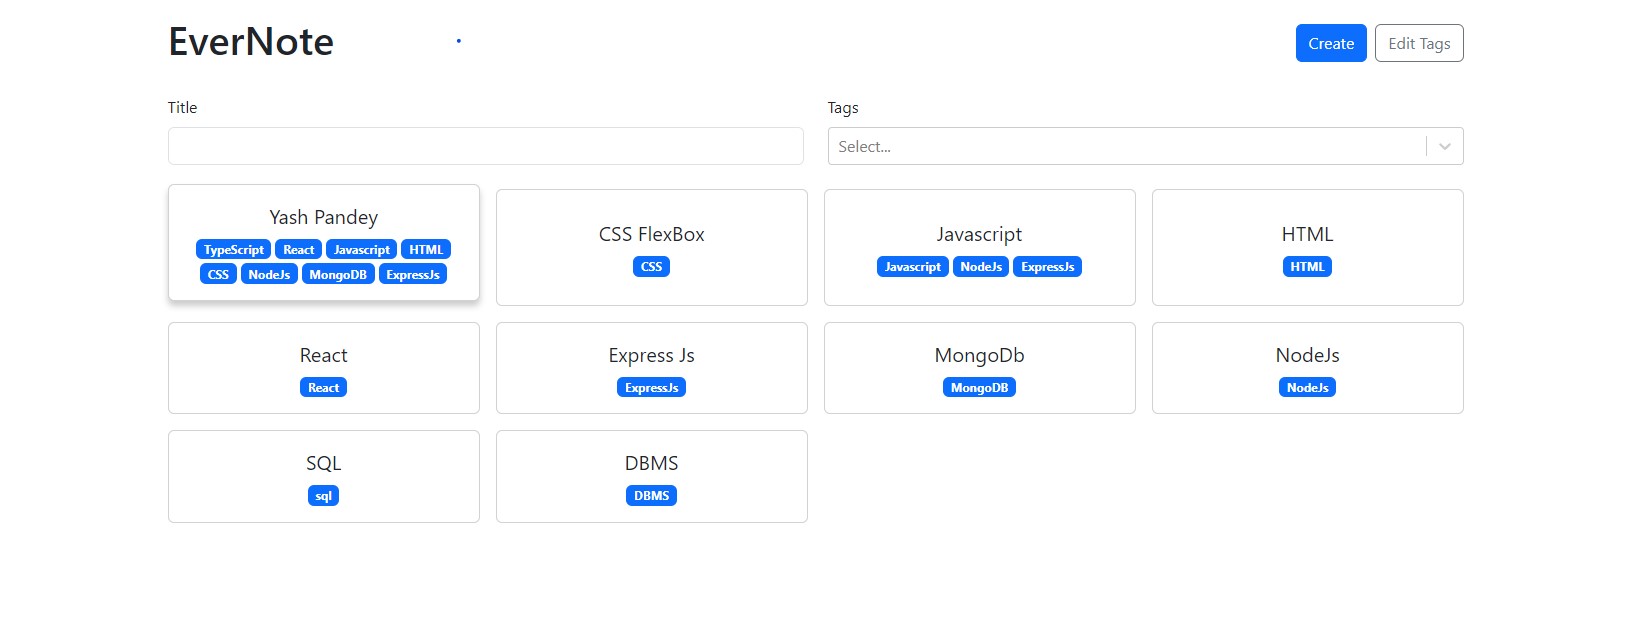 EverNote
Create
Edit Tags
Title
Tags
Select...
Yash Pandey
TypeScript React Javascript HTML
CSS NodeJs MongoDB ExpressJs
CSS FlexBox
CSS
Javascript
Javascript NodeJs ExpressJs
HTML
HTML
React
React
Express Js
ExpressJs
MongoDb
MongoDB
NodeJs
NodeJs
SQL
sql
DBMS
DBMS